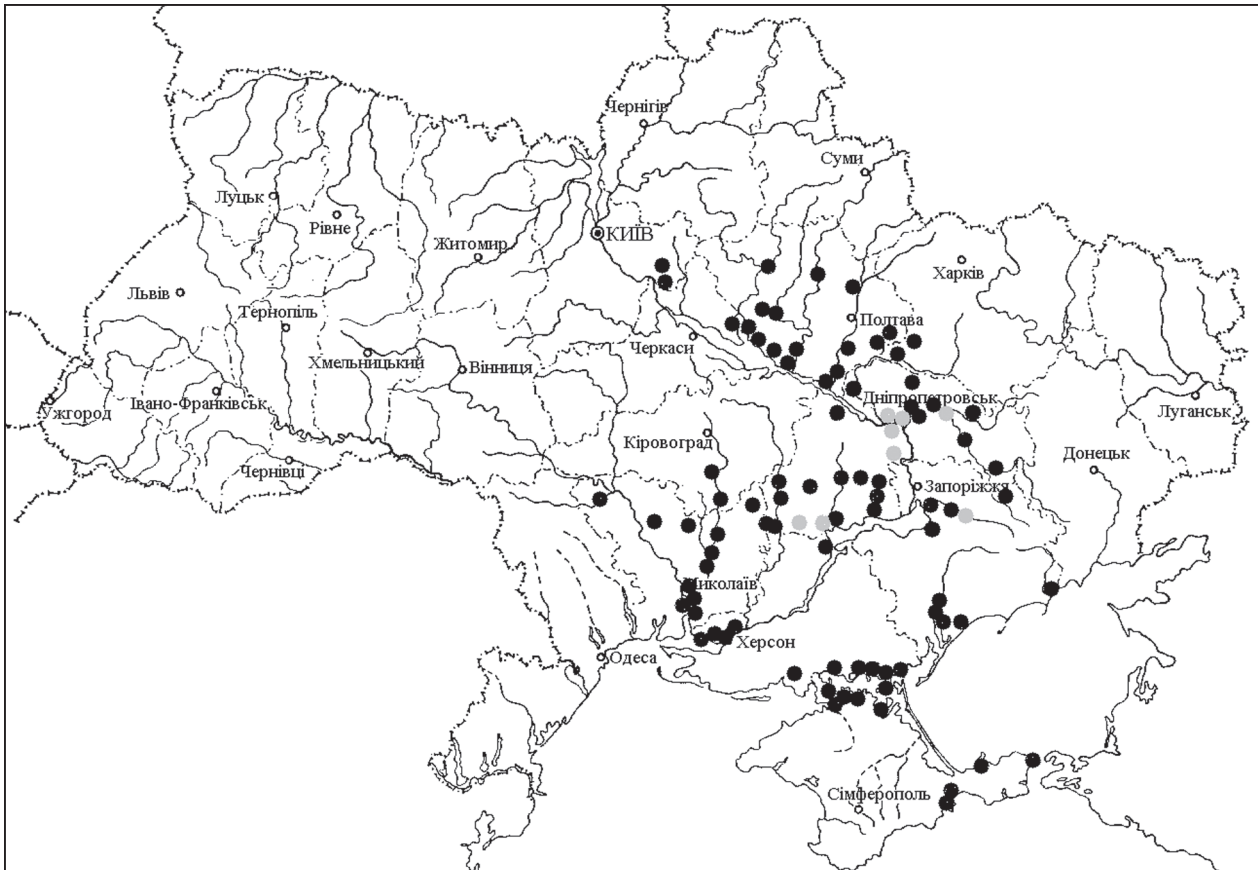 Чернігів
Суми
Луцьк
Рівне
КИЇВ
Житомир
Харків
Львів
Тернопіль
Полтава
Черкаси
Хмельницький
Вінниця
Ужгород
Івано-Франківськ
Дніпропетровськ
Луганськ
Кіровоград
Донецьк
Чернівці
Запоріжжя
Миколаїв
Херсон
Одеса
Сімферополь